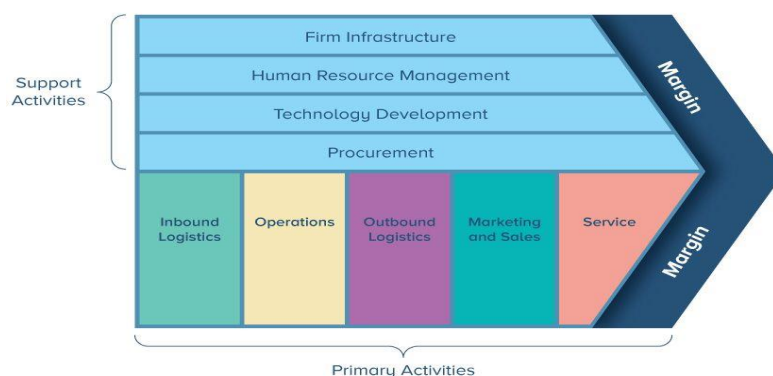 Firm Infrastructure
Human Resource Management
Technology Development
Procurement
Support
Activities
Margin
Inbound
Logistics
Operations
Outbound
Logistics
Marketing
and Sales
Service
Margin
Primary Activities